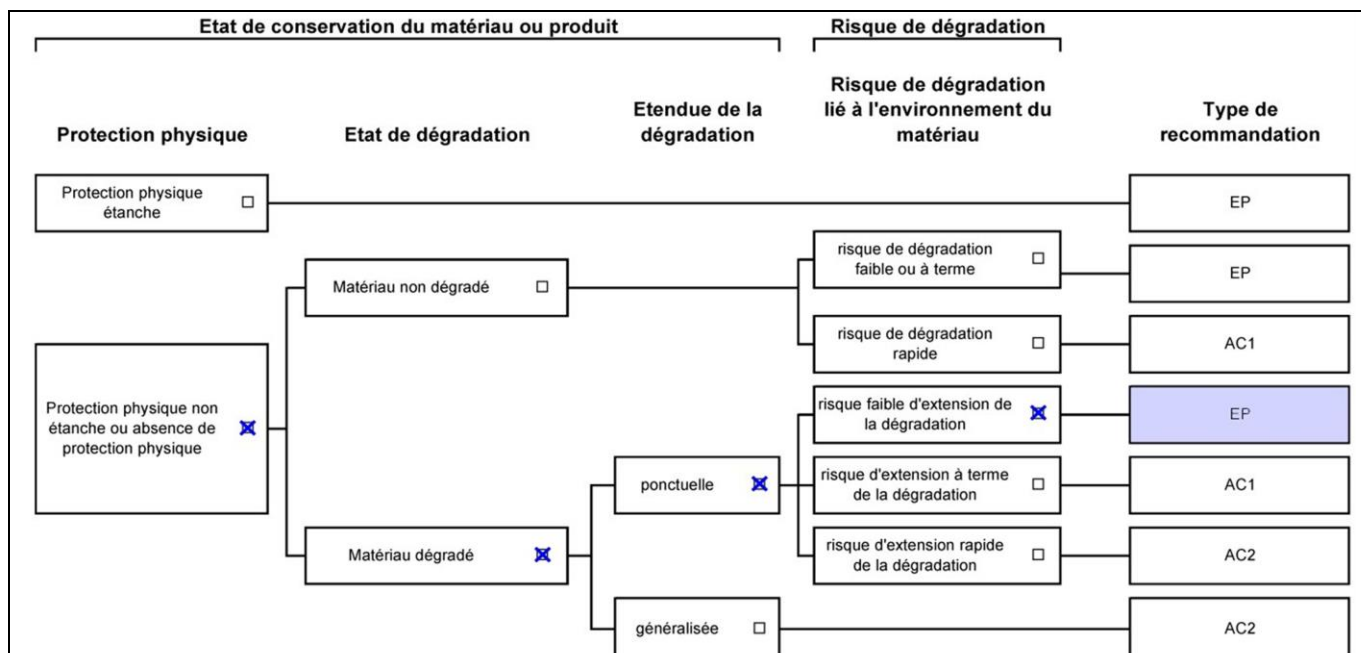 Etat de conservation du matériau ou produit
Risque de dégradation
Protection physique
Etat de dégradation
Etendue de la
dégradation
Risque de dégradation
lié à l'environnement du
matériau
Type de
recommandation
Protection physique
étanche
EP
Matériau non dégradé
risque de dégradation
faible ou à terme
EP
risque de dégradation
rapide
AC1
Protection physique non
étanche ou absence de
protection physique
Matériau dégradé
ponctuelle
risque faible d'extension de
la dégradation
EP
risque d'extension à terme
de la dégradation
AC1
risque d'extension rapide
de la dégradation
AC2
généralisée
AC2